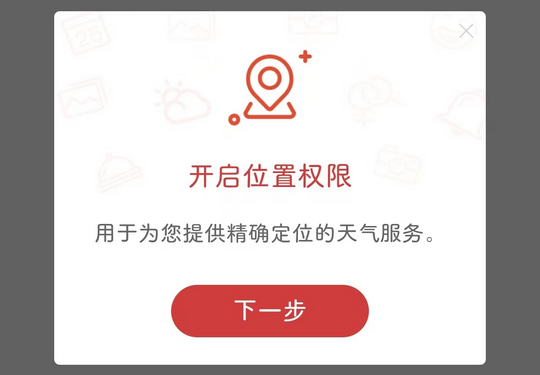 开启位置权限
用于为您提供精确定位的天气服务。
下一步